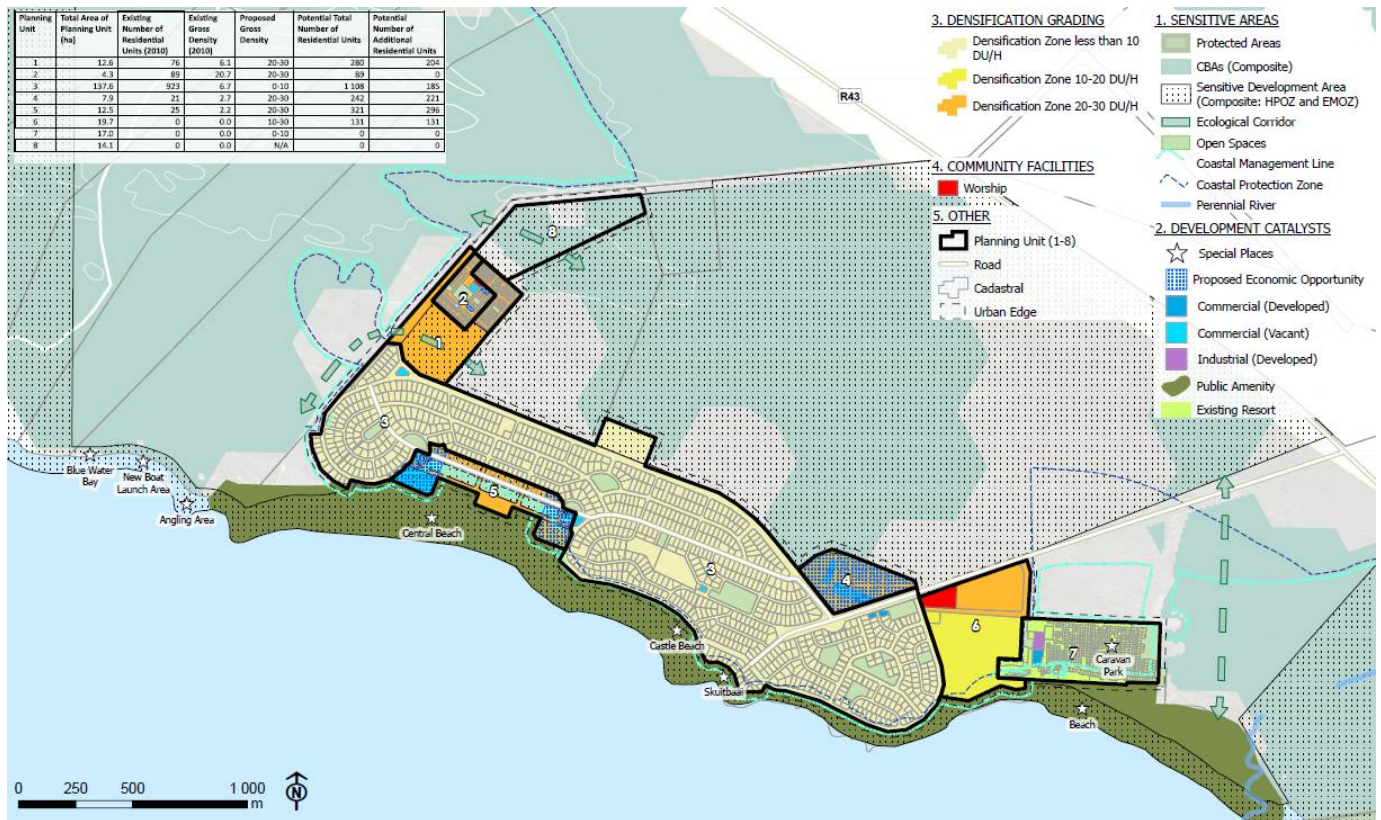 Planning Unit | Total Area of Planning Unit (ha) | Existing Number of Residential Units (2010) | Existing Gross Density (2010) | Proposed Gross Density | Potential Total Number of Residential Units | Potential Number of Additional Residential Units
1 | 12.6 | 76 | 6.1 | 20-30 | 280 | 204
2 | 4.3 | 89 | 20.7 | 20-30 | 89 | 0
3 | 137.6 | 923 | 6.7 | 0-10 | 1 108 | 185
4 | 7.9 | 21 | 2.7 | 20-30 | 242 | 221
5 | 12.5 | 25 | 2.2 | 20-30 | 321 | 296
6 | 19.7 | 0 | 0.0 | 10-30 | 131 | 131
7 | 17.0 | 0 | 0.0 | 0-10 | 0 | 0
8 | 14.1 | 0 | 0.0 | N/A | 0 | 0
3. DENSIFICATION GRADING
Densification Zone less than 10
DU/H
Densification Zone 10-20 DU/H
Densification Zone 20-30 DU/H
4. COMMUNITY FACILITIES
Worship
5. OTHER
Planning Unit (1-8)
Road
Cadastral
Urban Edge
1. SENSITIVE AREAS
Protected Areas
CBAs (Composite)
Sensitive Development Area
(Composite: HPOZ and EMOZ)
Ecological Corridor
Open Spaces
Coastal Management Line
Coastal Protection Zone
Perennial River
2. DEVELOPMENT CATALYSTS
Special Places
Proposed Economic Opportunity
Commercial (Developed)
Commercial (Vacant)
Industrial (Developed)
Public Amenity
Existing Resort
R43
8
2
1
3
5
3
4
6
7
Caravan
Park
Blue Water
Bay
New Boat
Launch Area
Angling Area
Central Beach
Castle Beach
Skuitbaai
Beach
0 250 500 1 000
m
N